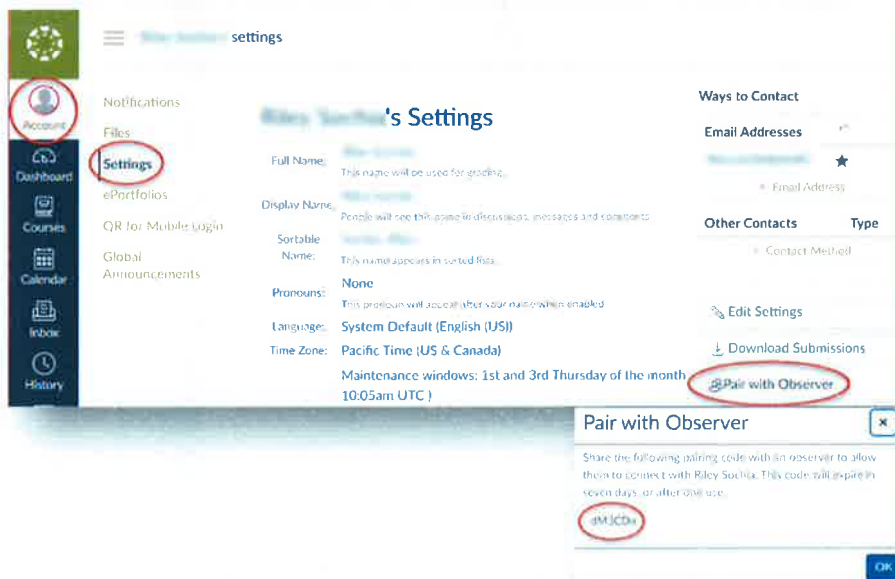 settings
Account
Dashboard
Courses
Calendar
Inbox
History
Notifications
Files
Settings
ePortfolios
QR for Mobile Login
Global
Announcements
's Settings
Full Name:
This name will be used for grading.
Display Name:
People will see this name in discussions, messages and comments.
Sortable
Name:
This name appears in sorted lists.
Pronouns:
None
This pronoun will appear after your name when enabled
Language:
System Default (English (US))
Time Zone:
Pacific Time (US & Canada)
Maintenance windows: 1st and 3rd Thursday of the month
10:05am UTC )
Ways to Contact
Email Addresses
Email Address
Other Contacts Type
Contact Method
Edit Settings
Download Submissions
Pair with Observer
Pair with Observer
Share the following pairing code with an observer to allow
them to connect with Riley. This code will expire in
seven days, or after one use.
OK